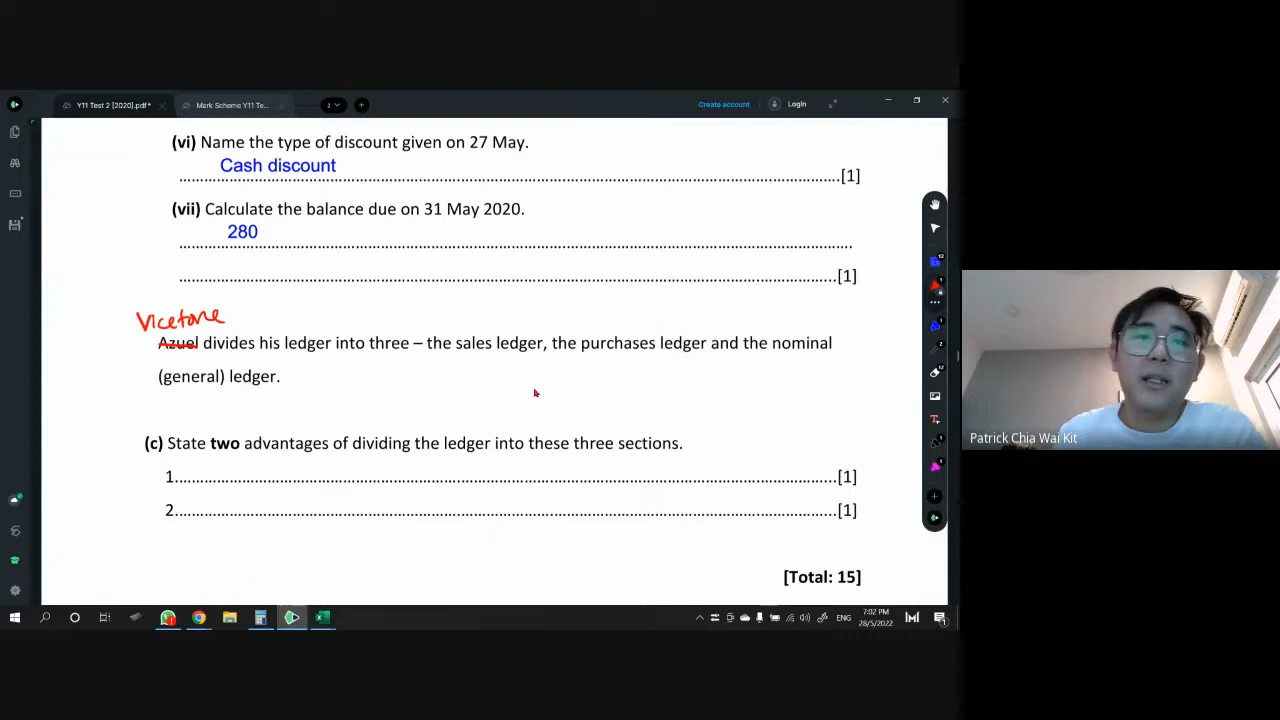 Y11 Test 2 [2020].pdf*
Mark Scheme Y11 Te...
2
Create account
Login
(vi) Name the type of discount given on 27 May.
Cash discount
[1]
(vii) Calculate the balance due on 31 May 2020.
280
[1]
Vicetone
Azuel divides his ledger into three – the sales ledger, the purchases ledger and the nominal
(general) ledger.
(c) State two advantages of dividing the ledger into these three sections.
1. [1]
2. [1]
[Total: 15]
Patrick Chia Wai Kit
ENG
7:02 PM
28/5/2022